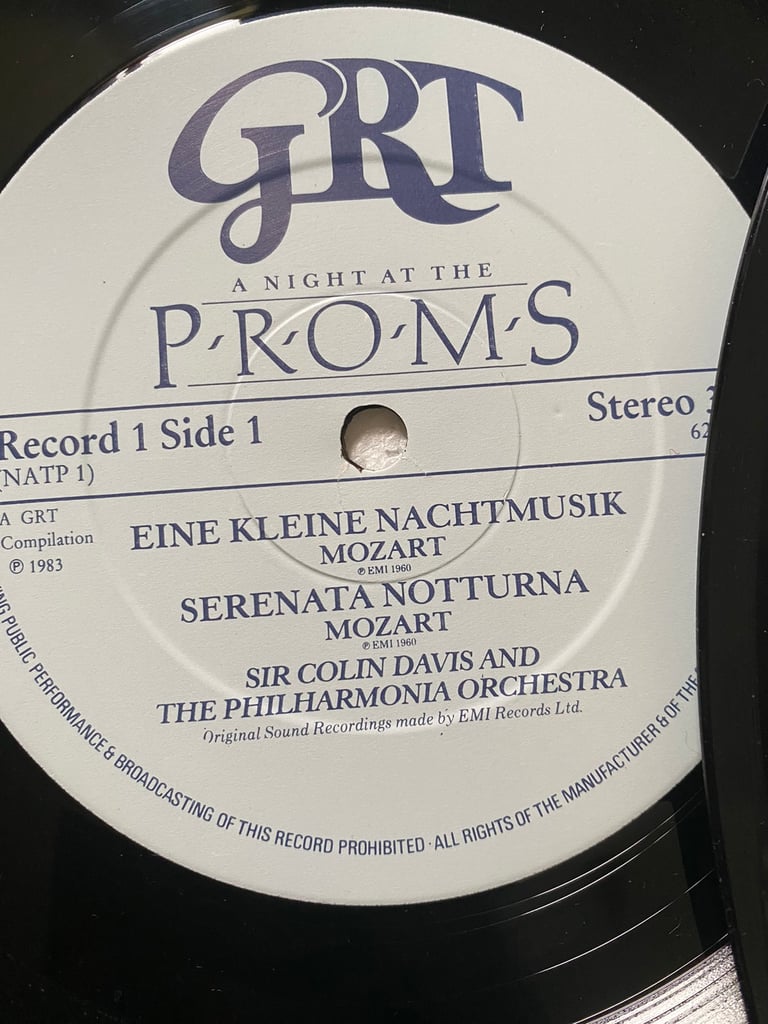 GRT
A NIGHT AT THE
P·R·O·M·S
Record 1 Side 1
Stereo
(NATP 1)
62
A GRT
Compilation
℗ 1983
EINE KLEINE NACHTMUSIK
MOZART
℗ EMI 1960
SERENATA NOTTURNA
MOZART
℗ EMI 1960
SIR COLIN DAVIS AND
THE PHILHARMONIA ORCHESTRA
Original Sound Recordings made by EMI Records Ltd.
PUBLIC PERFORMANCE & BROADCASTING OF THIS RECORD PROHIBITED · ALL RIGHTS OF THE MANUFACTURER & OF THE